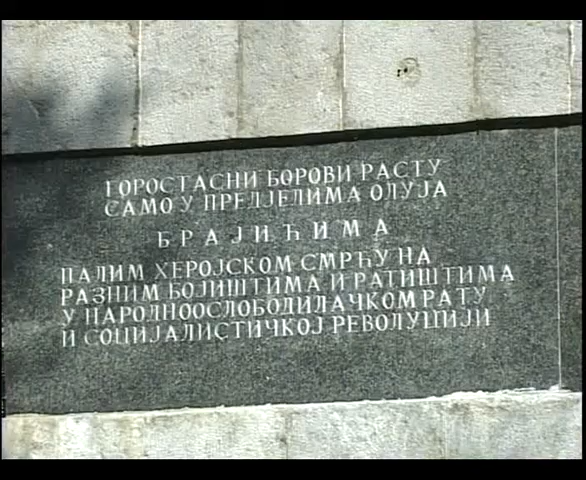 ГОРОСТАСНИ БОРОВИ РАСТУ
САМО У ПРЕДЈЕЛИМА ОЛУЈА
БРАЈИЋИМА
ПАЛИМ ХЕРОЈСКОМ СМРЋУ НА
РАЗНИМ БОЈИШТИМА И РАТИШТИМА
У НАРОДНООСЛОБОДИЛАЧКОМ РАТУ
И СОЦИЈАЛИСТИЧКОЈ РЕВОЛУЦИЈИ